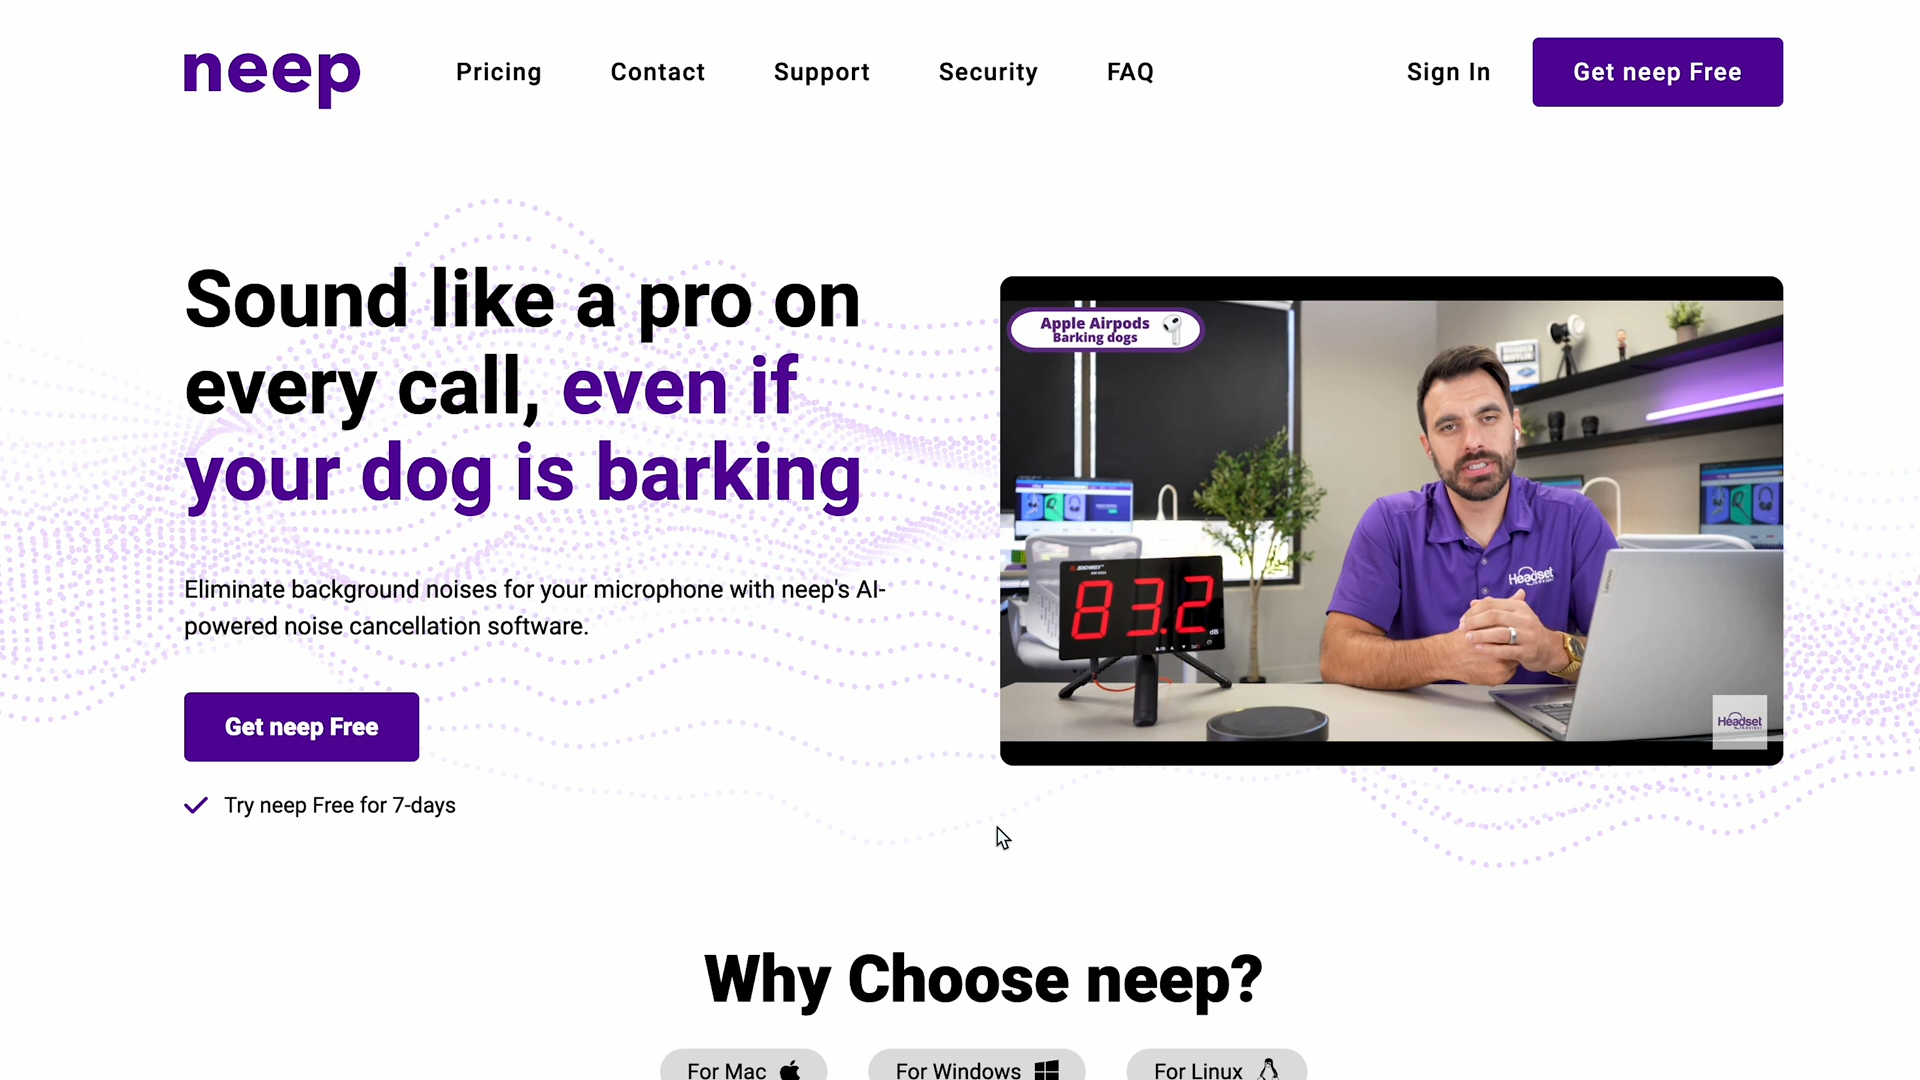 neep
Pricing
Contact
Support
Security
FAQ
Sign In
Get neep Free
Sound like a pro on
every call, even if
your dog is barking
Eliminate background noises for your microphone with neep's AI-
powered noise cancellation software.
Get neep Free
Try neep Free for 7-days
Apple Airpods
Barking dogs
83.2
dB
Headset
Headset
Why Choose neep?
For Mac
For Windows
For Linux